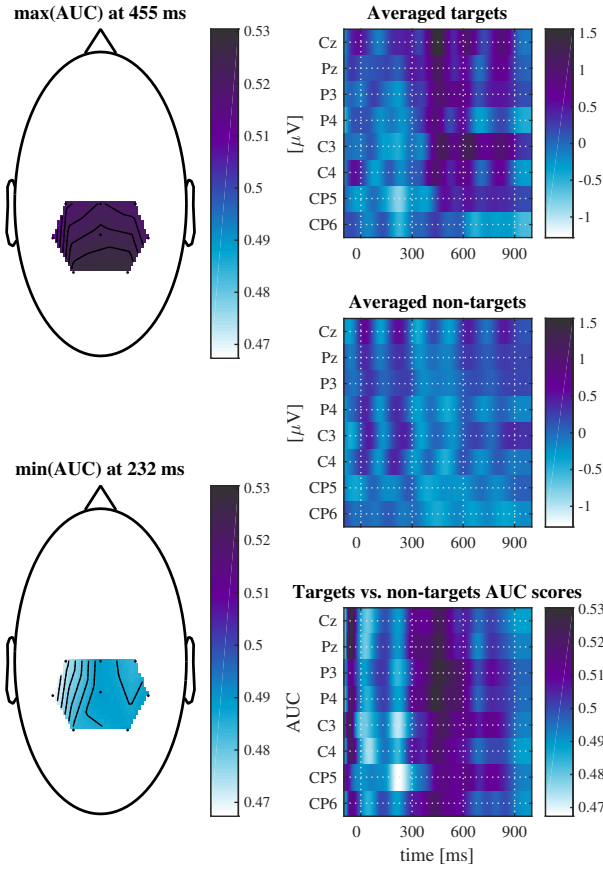 max(AUC) at 455 ms
0.53
0.52
0.51
0.5
0.49
0.48
0.47
Averaged targets
Cz
Pz
P3
P4
C3
C4
CP5
CP6
[µV]
0 300 600 900
1.5
1
0.5
0
-0.5
-1
Averaged non-targets
Cz
Pz
P3
P4
C3
C4
CP5
CP6
[µV]
0 300 600 900
1.5
1
0.5
0
-0.5
-1
min(AUC) at 232 ms
0.53
0.52
0.51
0.5
0.49
0.48
0.47
Targets vs. non-targets AUC scores
Cz
Pz
P3
P4
C3
C4
CP5
CP6
AUC
0 300 600 900
time [ms]
0.53
0.52
0.51
0.5
0.49
0.48
0.47